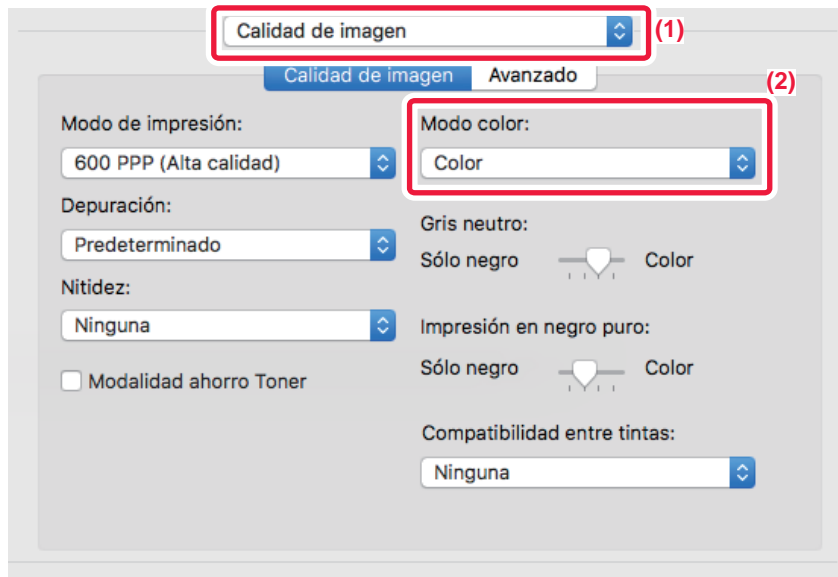 Calidad de imagen
(1)
Calidad de imagen
Avanzado
(2)
Modo de impresión:
600 PPP (Alta calidad)
Depuración:
Predeterminado
Nitidez:
Ninguna
Modalidad ahorro Toner
Modo color:
Color
Gris neutro:
Sólo negro Color
Impresión en negro puro:
Sólo negro Color
Compatibilidad entre tintas:
Ninguna